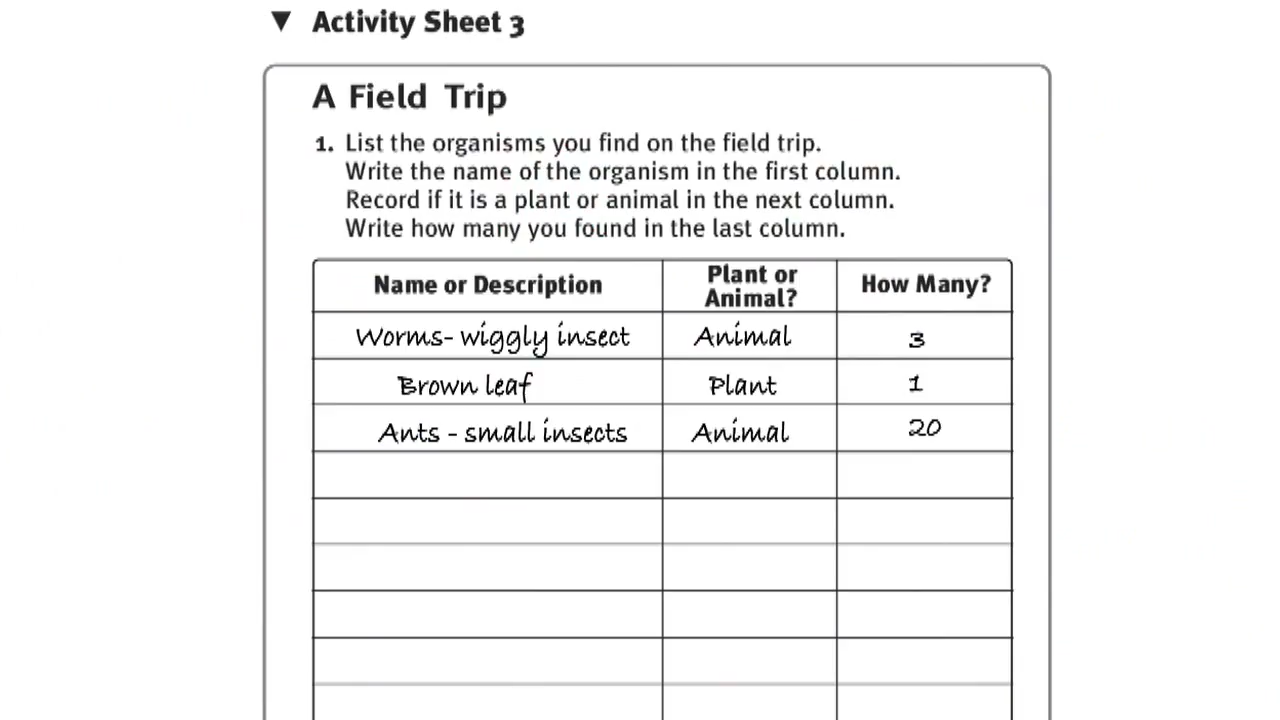 ▼ Activity Sheet 3
A Field Trip
1. List the organisms you find on the field trip.
Write the name of the organism in the first column.
Record if it is a plant or animal in the next column.
Write how many you found in the last column.
Name or Description Plant or Animal? How Many?
Worms- wiggly insect Animal 3
Brown leaf Plant 1
Ants - small insects Animal 20